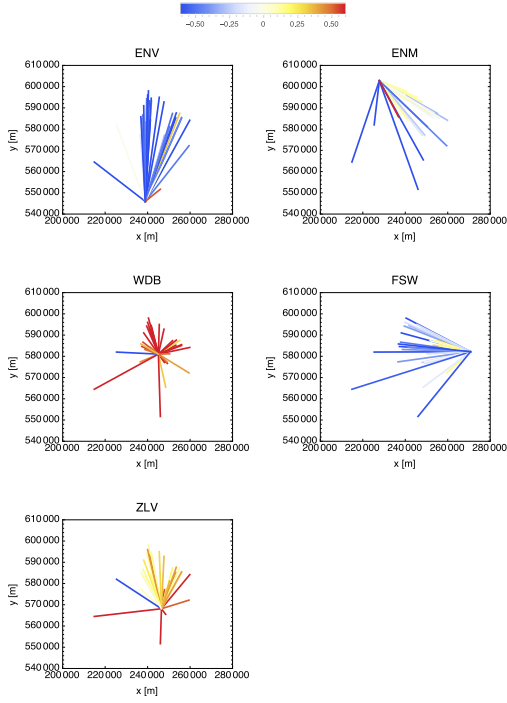 −0.50 −0.25 0 0.25 0.50
ENV ENM
610 000 610 000
600 000 600 000
590 000 590 000
580 000 580 000
y [m] y [m]
570 000 570 000
560 000 560 000
550 000 550 000
540 000 540 000
200 000 220 000 240 000 260 000 280 000 200 000 220 000 240 000 260 000 280 000
x [m] x [m]
WDB FSW
610 000 610 000
600 000 600 000
590 000 590 000
580 000 580 000
y [m] y [m]
570 000 570 000
560 000 560 000
550 000 550 000
540 000 540 000
200 000 220 000 240 000 260 000 280 000 200 000 220 000 240 000 260 000 280 000
x [m] x [m]
ZLV
610 000
600 000
590 000
580 000
y [m]
570 000
560 000
550 000
540 000
200 000 220 000 240 000 260 000 280 000
x [m]